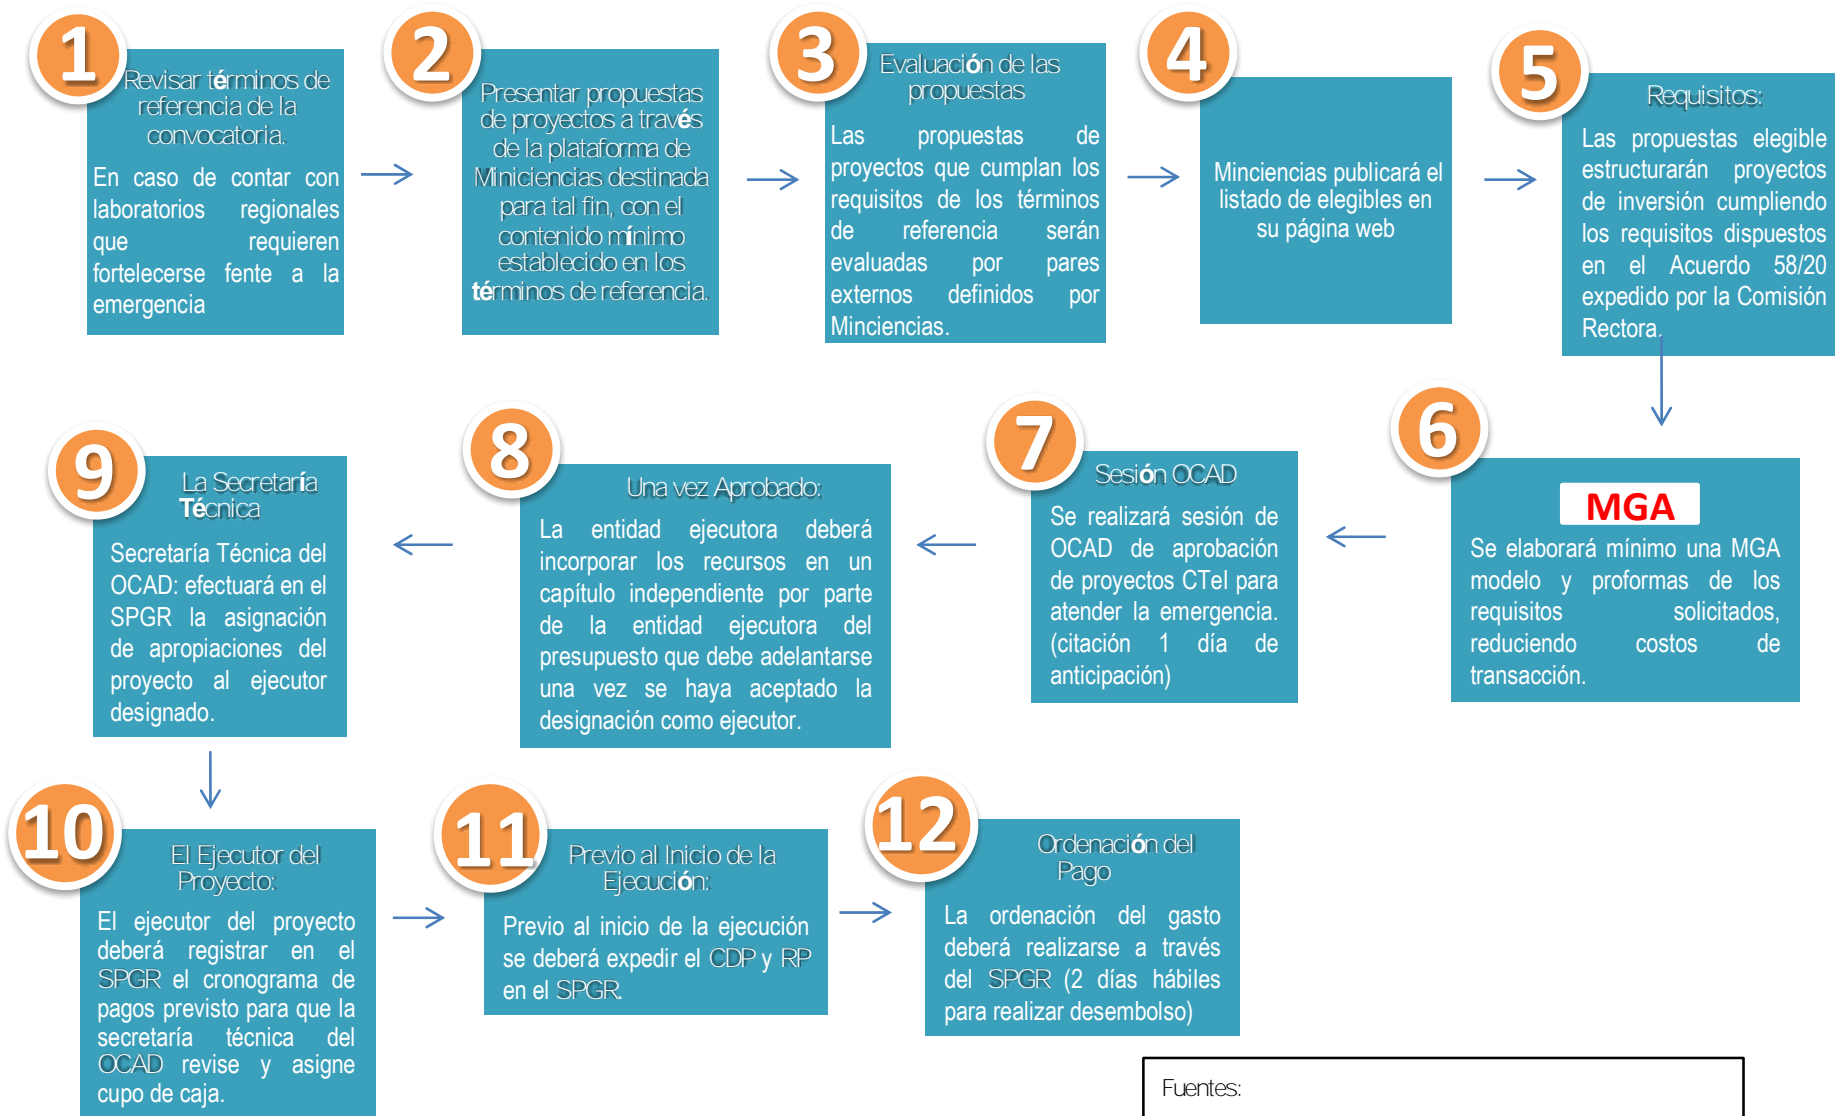 1
Revisar términos de
referencia de la
convocatoria.
En caso de contar con
laboratorios regionales
que requieren
fortelecerse fente a la
emergencia
2
Presentar propuestas
de proyectos a través
de la plataforma de
Miniciencias destinada
para tal fin, con el
contenido mínimo
establecido en los
términos de referencia.
3
Evaluación de las
propuestas
Las propuestas de
proyectos que cumplan los
requisitos de los términos
de referencia serán
evaluadas por pares
externos definidos por
Minciencias.
4
Minciencias publicará el
listado de elegibles en
su página web
5
Requisitos:
Las propuestas elegible
estructurarán proyectos
de inversión cumpliendo
los requisitos dispuestos
en el Acuerdo 58/20
expedido por la Comisión
Rectora.
6
MGA
Se elaborará mínimo una MGA
modelo y proformas de los
requisitos solicitados,
reduciendo costos de
transacción.
7
Sesión OCAD
Se realizará sesión de
OCAD de aprobación
de proyectos CTeI para
atender la emergencia.
(citación 1 día de
anticipación)
8
Una vez Aprobado:
La entidad ejecutora deberá
incorporar los recursos en un
capítulo independiente por parte
de la entidad ejecutora del
presupuesto que debe adelantarse
una vez se haya aceptado la
designación como ejecutor.
9
La Secretaría
Técnica
Secretaría Técnica del
OCAD: efectuará en el
SPGR la asignación
de apropiaciones del
proyecto al ejecutor
designado.
10
El Ejecutor del
Proyecto:
El ejecutor del proyecto
deberá registrar en el
SPGR el cronograma de
pagos previsto para que la
secretaría técnica del
OCAD revise y asigne
cupo de caja.
11
Previo al Inicio de la
Ejecución:
Previo al inicio de la ejecución
se deberá expedir el CDP y RP
en el SPGR.
12
Ordenación del
Pago
La ordenación del gasto
deberá realizarse a través
del SPGR (2 días hábiles
para realizar desembolso)
Fuentes: